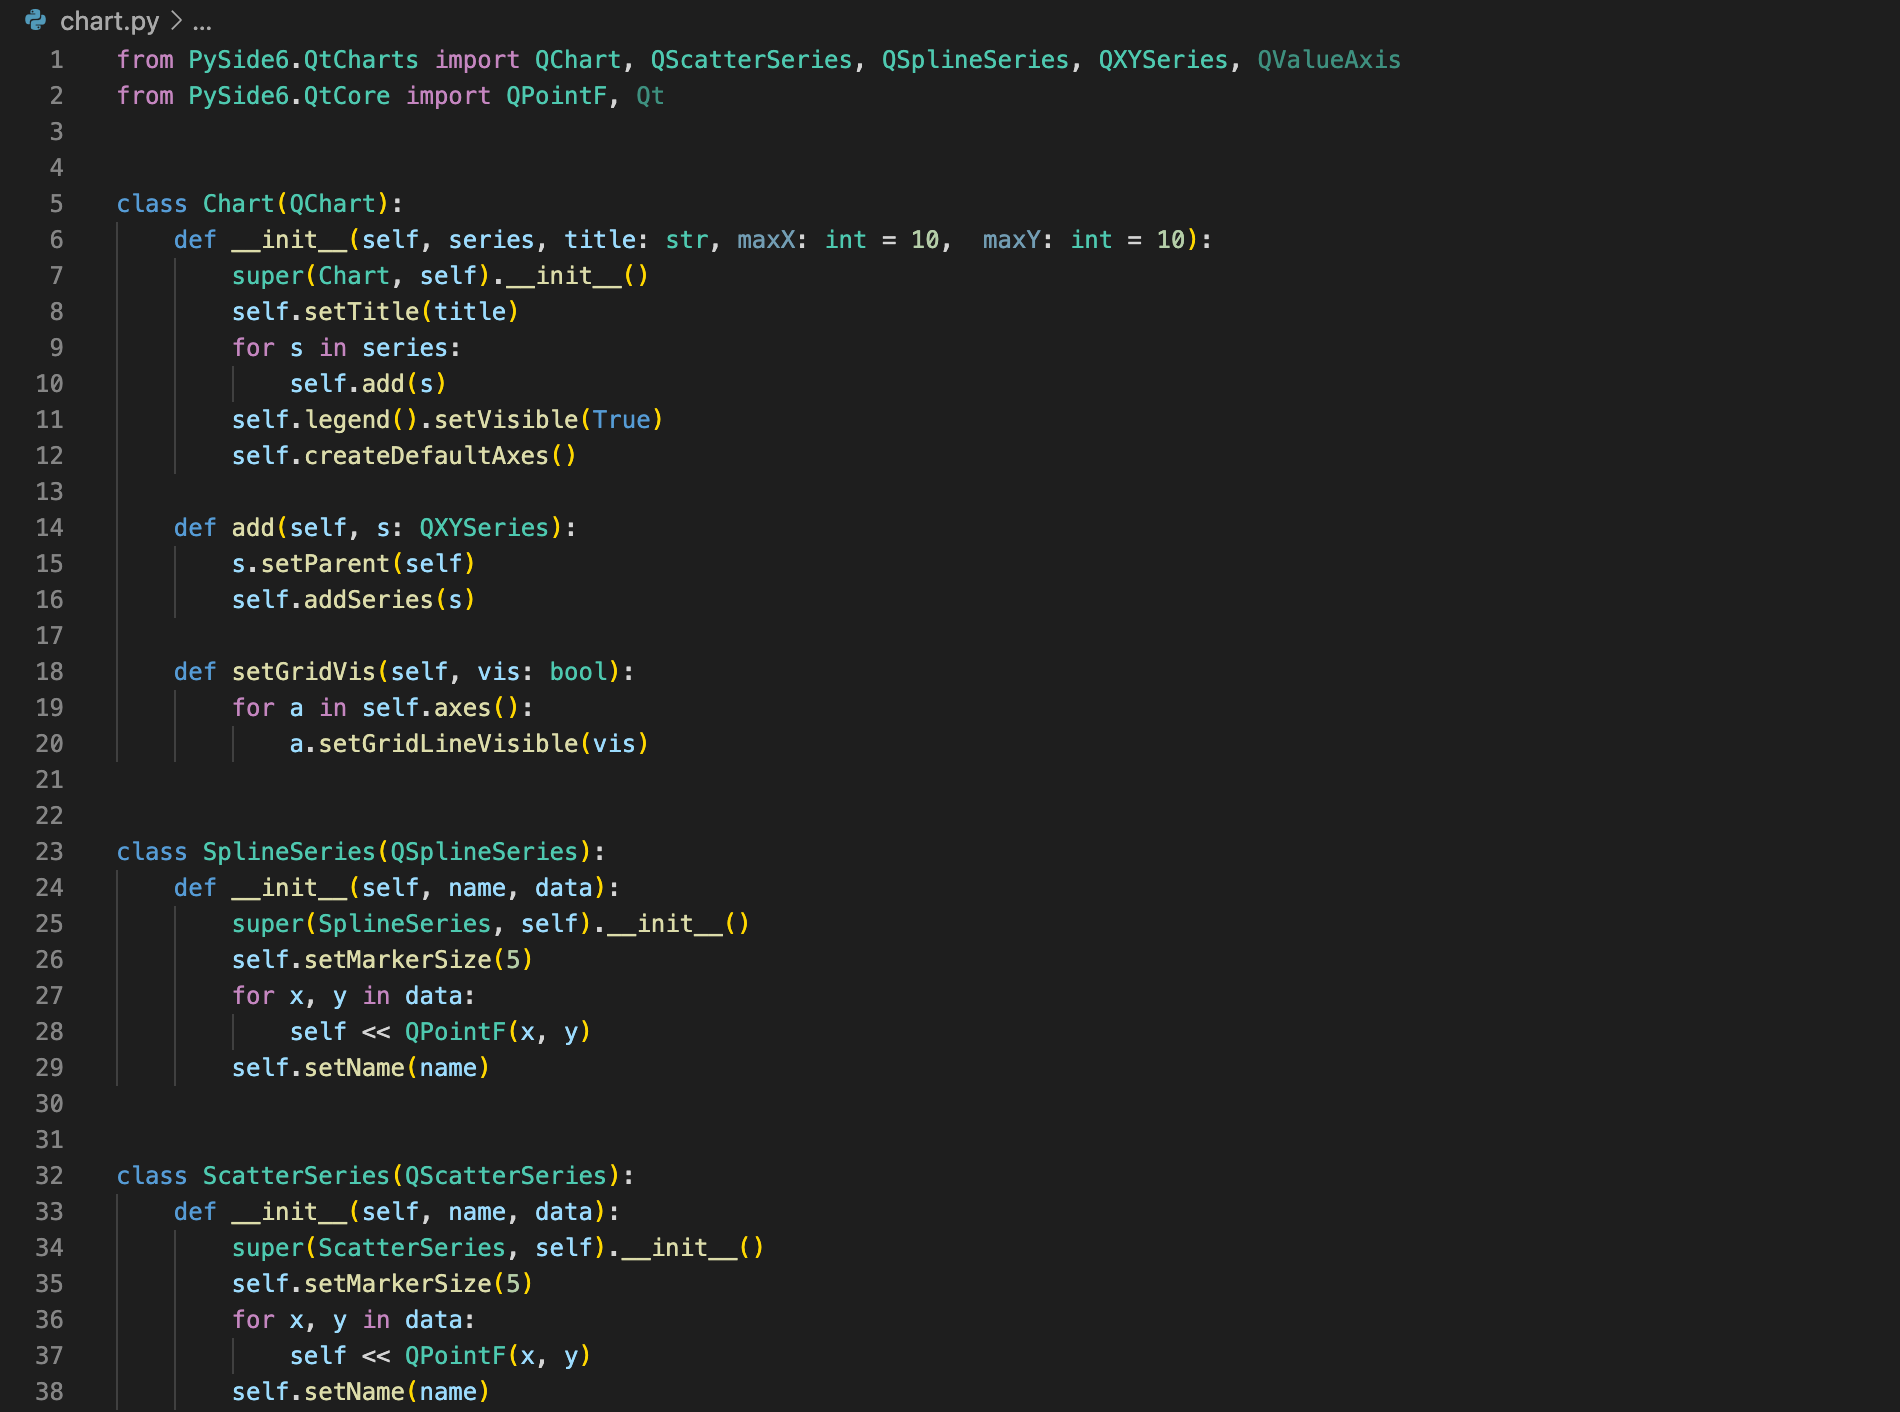 chart.py > ...
1 from PySide6.QtCharts import QChart, QScatterSeries, QSplineSeries, QXYSeries, QValueAxis
2 from PySide6.QtCore import QPointF, Qt
3
4
5 class Chart(QChart):
6     def __init__(self, series, title: str, maxX: int = 10,  maxY: int = 10):
7         super(Chart, self).__init__()
8         self.setTitle(title)
9         for s in series:
10             self.add(s)
11         self.legend().setVisible(True)
12         self.createDefaultAxes()
13
14     def add(self, s: QXYSeries):
15         s.setParent(self)
16         self.addSeries(s)
17
18     def setGridVis(self, vis: bool):
19         for a in self.axes():
20             a.setGridLineVisible(vis)
21
22
23 class SplineSeries(QSplineSeries):
24     def __init__(self, name, data):
25         super(SplineSeries, self).__init__()
26         self.setMarkerSize(5)
27         for x, y in data:
28             self << QPointF(x, y)
29         self.setName(name)
30
31
32 class ScatterSeries(QScatterSeries):
33     def __init__(self, name, data):
34         super(ScatterSeries, self).__init__()
35         self.setMarkerSize(5)
36         for x, y in data:
37             self << QPointF(x, y)
38         self.setName(name)